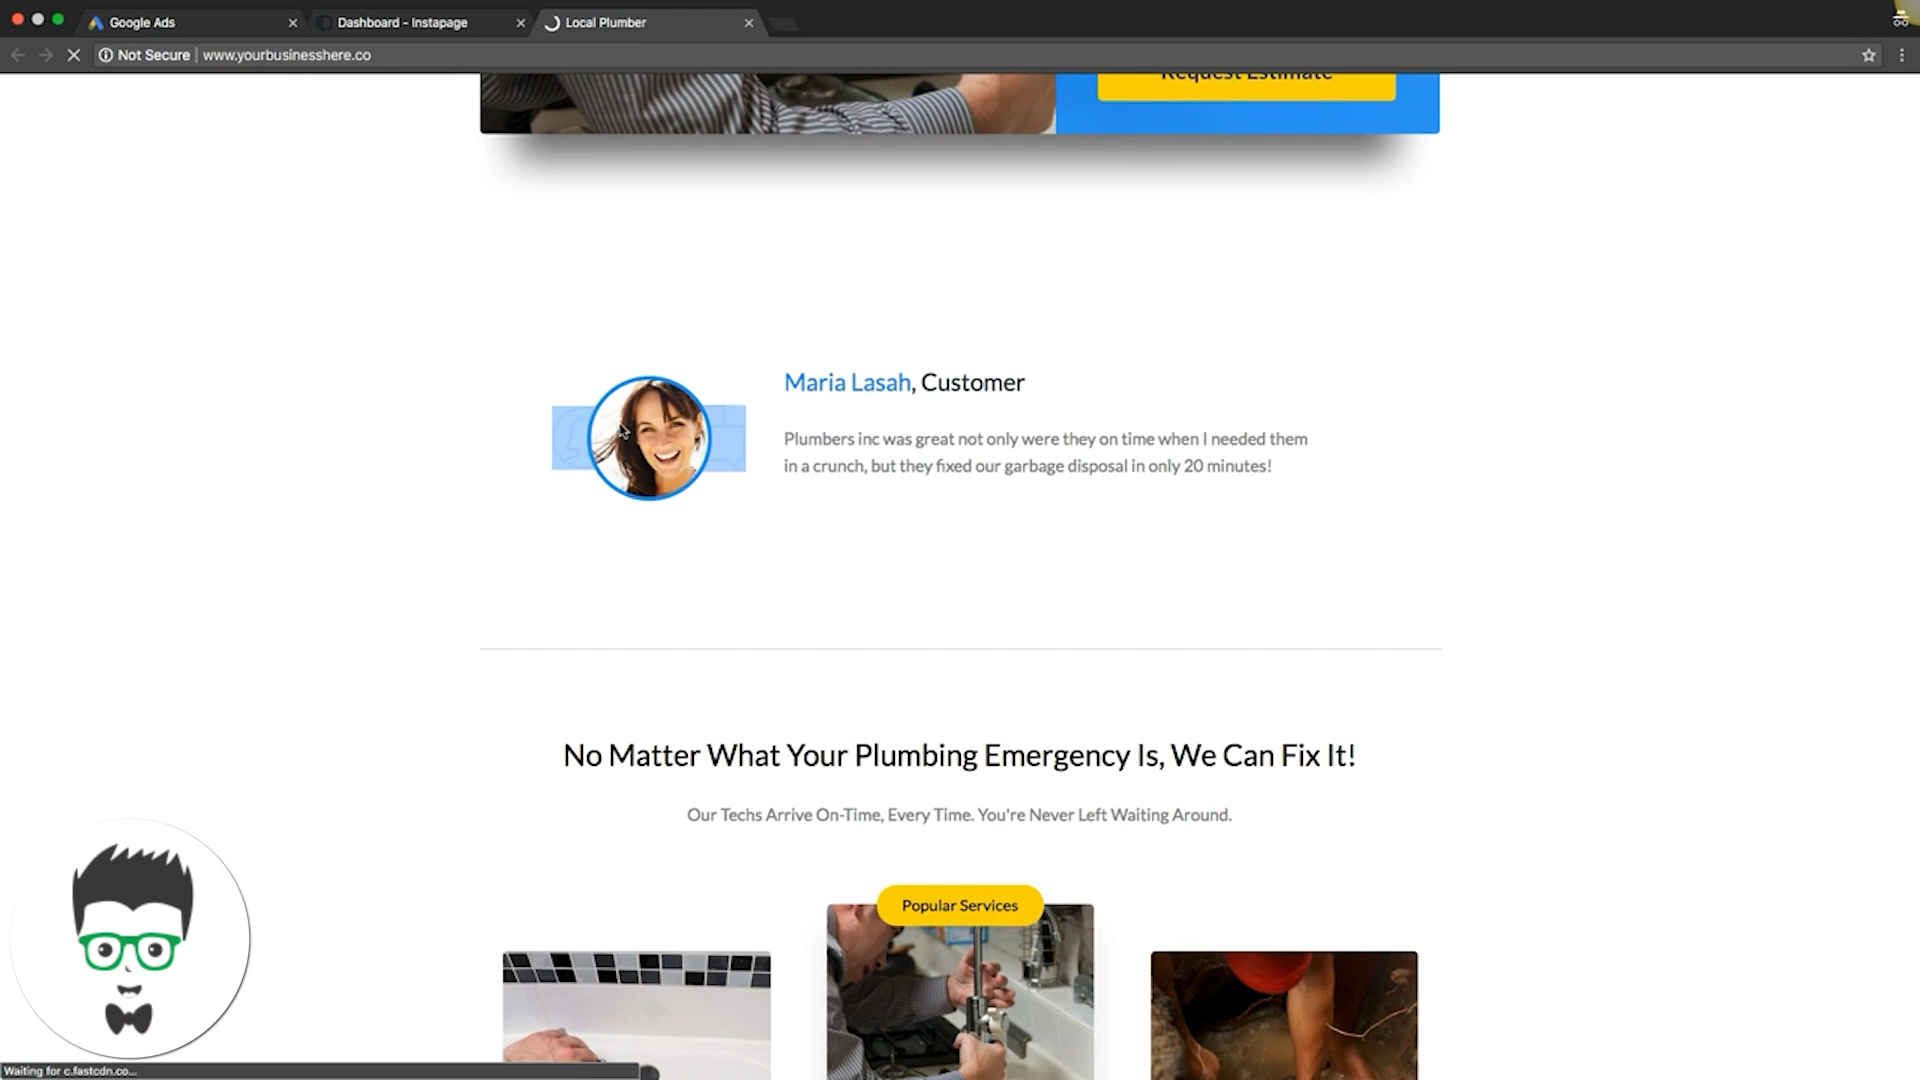 Google Ads
Dashboard - Instapage
Local Plumber
Not Secure | www.yourbusinesshere.co
Request Estimate
Maria Lasah, Customer
Plumbers inc was great not only were they on time when I needed them
in a crunch, but they fixed our garbage disposal in only 20 minutes!
No Matter What Your Plumbing Emergency Is, We Can Fix It!
Our Techs Arrive On-Time, Every Time. You're Never Left Waiting Around.
Popular Services
Waiting for c.fastcdn.co...